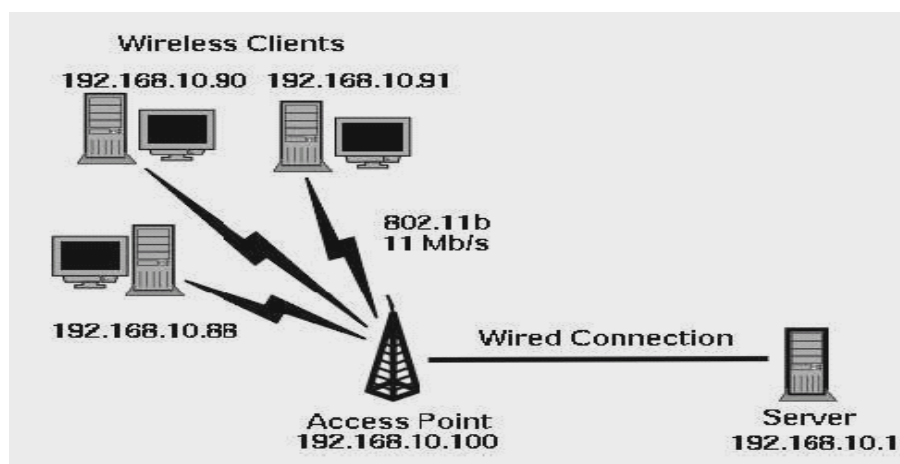 Wireless Clients
192.168.10.90 192.168.10.91
802.11b
11 Mb/s
192.168.10.88
Wired Connection
Access Point
192.168.10.100
Server
192.168.10.1